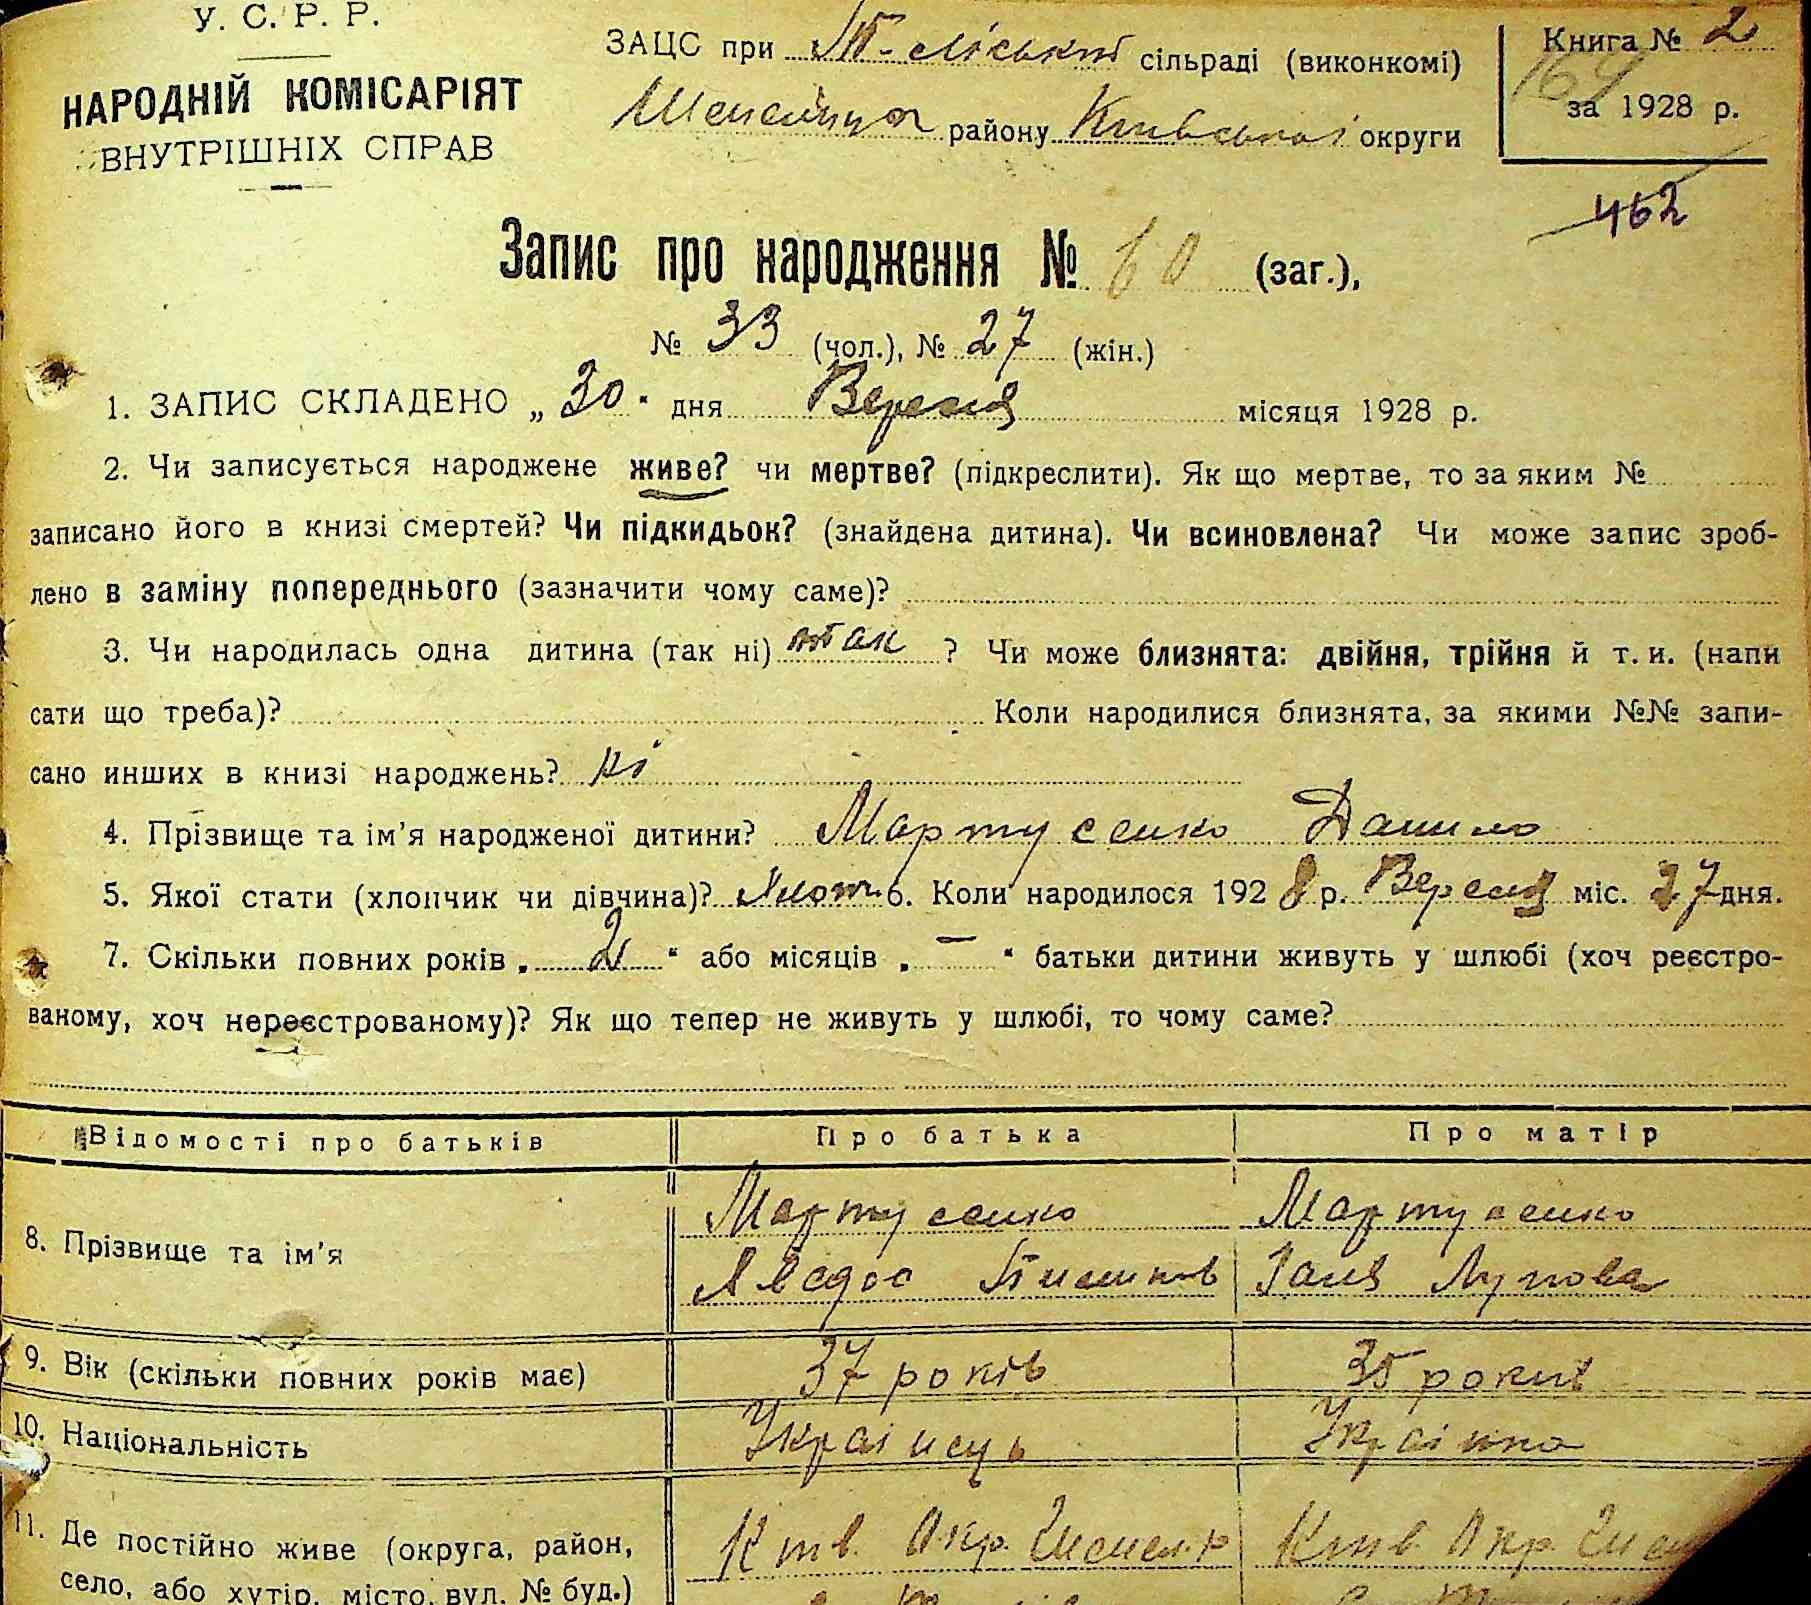 У. С. Р. Р.
НАРОДНІЙ КОМІСАРІЯТ
ВНУТРІШНІХ СПРАВ
ЗАЦС при сільраді (виконкомі)
району Київської округи
Книга № 2
164
за 1928 р.
462
Запис про народження № 60 (заг.),
№ 33 (чол.), № 27 (жін.)
1. ЗАПИС СКЛАДЕНО „ 30 " дня Вересня місяця 1928 р.
2. Чи записується народжене живе? чи мертве? (підкреслити). Як що мертве, то за яким №
записано його в книзі смертей? Чи підкидьок? (знайдена дитина). Чи всиновлена? Чи може запис зроб-
лено в заміну попереднього (зазначити чому саме)?
3. Чи народилась одна дитина (так ні) так ? Чи може близнята: двійня, трійня й т. и. (напи
сати що треба)? Коли народилися близнята, за якими №№ запи-
сано инших в книзі народжень? ні
4. Прізвище та ім'я народженої дитини? Мартусенко Данило
5. Якої стати (хлопчик чи дівчина)? Хлоп. 6. Коли народилося 1928 р. Вересня міс. 27 дня.
7. Скільки повних років „ 2 " або місяців „ — " батьки дитини живуть у шлюбі (хоч реєстро-
ваному, хоч нереєстрованому)? Як що тепер не живуть у шлюбі, то чому саме?
Відомості про батьків Про батька Про матір
8. Прізвище та ім'я Мартусенко Мартусенко
9. Вік (скільки повних років має) 37 років 35 років
10. Національність Українець Українка
11. Де постійно живе (округа, район, Киів. Окр. Киів. Окр.
село, або хутір, місто, вул. № буд.)